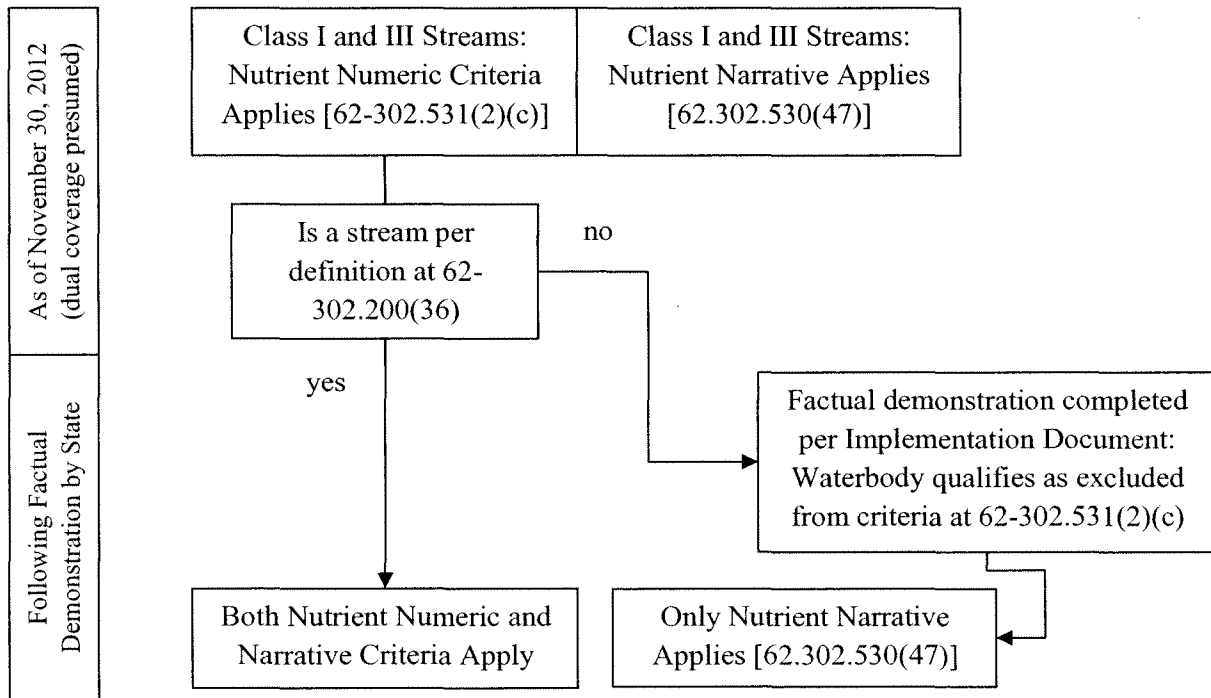 As of November 30, 2012
(dual coverage presumed)
Class I and III Streams:
Nutrient Numeric Criteria
Applies [62-302.531(2)(c)]
Class I and III Streams:
Nutrient Narrative Applies
[62.302.530(47)]
Is a stream per
definition at 62-
302.200(36)
no
yes
Following Factual
Demonstration by State
Factual demonstration completed
per Implementation Document:
Waterbody qualifies as excluded
from criteria at 62-302.531(2)(c)
Both Nutrient Numeric and
Narrative Criteria Apply
Only Nutrient Narrative
Applies [62.302.530(47)]